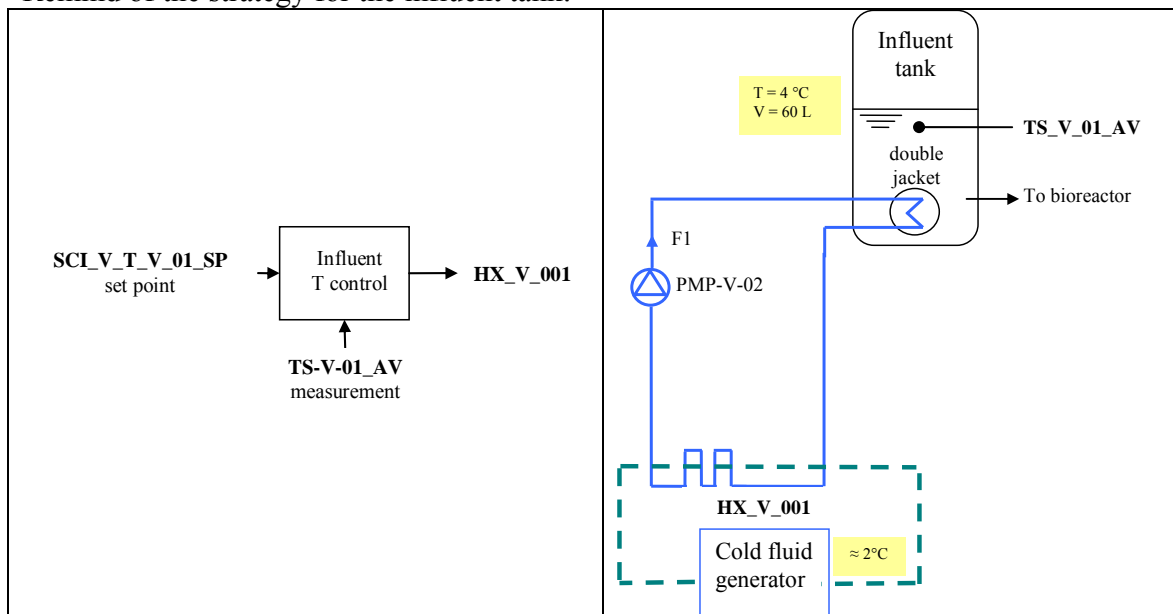 Remind of the strategy for the influent tank.
SCI_V_T_V_01_SP
set point
Influent
T control
HX_V_001
TS-V-01_AV
measurement
Influent
tank
T = 4 °C
V = 60 L
TS_V_01_AV
double
jacket
To bioreactor
F1
PMP-V-02
HX_V_001
Cold fluid
generator
≈ 2°C